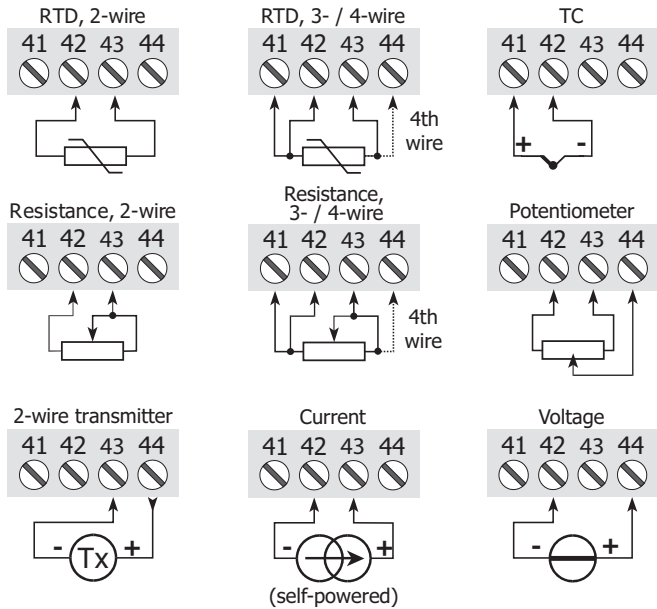 RTD, 2-wire
41 42 43 44
RTD, 3- / 4-wire
41 42 43 44
4th
wire
TC
41 42 43 44
+ -
Resistance, 2-wire
41 42 43 44
Resistance,
3- / 4-wire
41 42 43 44
4th
wire
Potentiometer
41 42 43 44
2-wire transmitter
41 42 43 44
- Tx +
Current
41 42 43 44
- +
(self-powered)
Voltage
41 42 43 44
- +